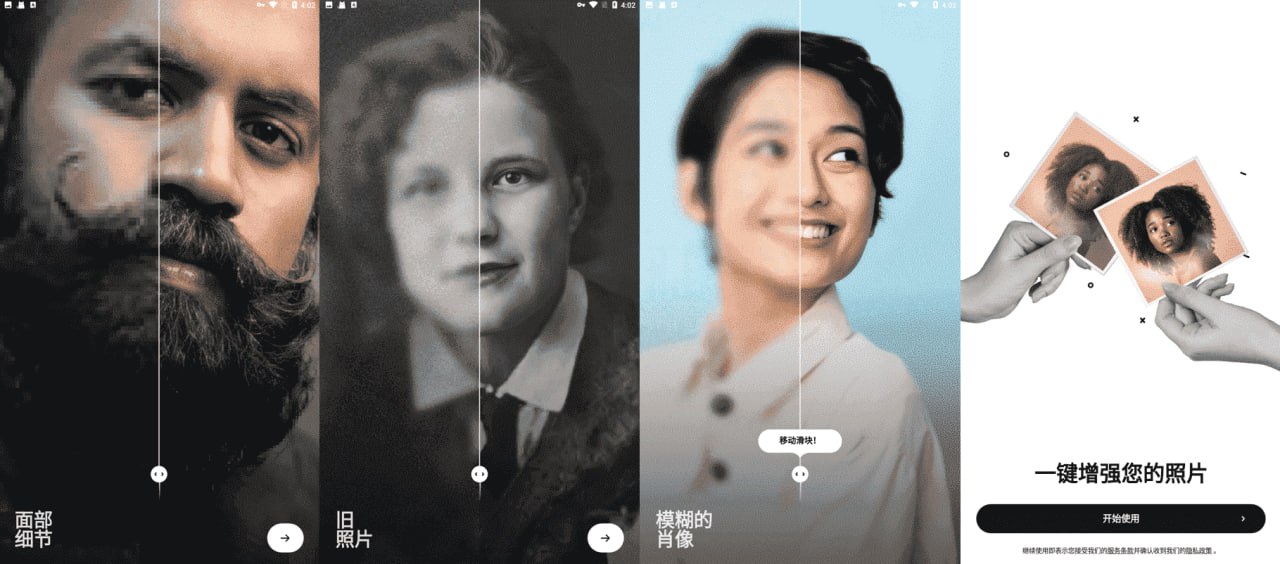 4:02
面部
细节
4:02
旧
照片
4:02
移动滑块!
模糊的
肖像
一键增强您的照片
开始使用
继续使用即表示您接受我们的服务条款并确认收到我们的隐私政策。